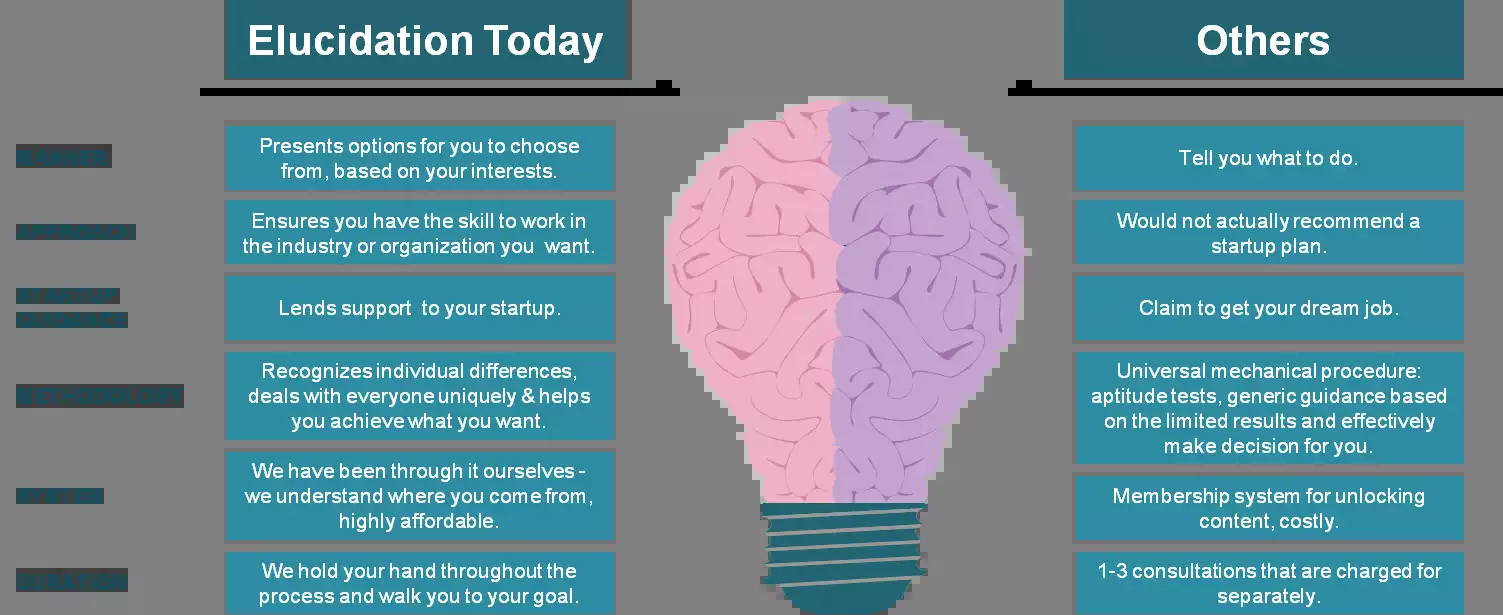 Elucidation Today
Others
MANNER
Presents options for you to choose
from, based on your interests.
Tell you what to do.
APPROACH
Ensures you have the skill to work in
the industry or organization you want.
Would not actually recommend a
startup plan.
STARTUP
GUIDANCE
Lends support to your startup.
Claim to get your dream job.
METHODOLOGY
Recognizes individual differences,
deals with everyone uniquely & helps
you achieve what you want.
Universal mechanical procedure:
aptitude tests, generic guidance based
on the limited results and effectively
make decision for you.
We have been through it ourselves -
we understand where you come from,
highly affordable.
Membership system for unlocking
content, costly.
DURATION
We hold your hand throughout the
process and walk you to your goal.
1-3 consultations that are charged for
separately.